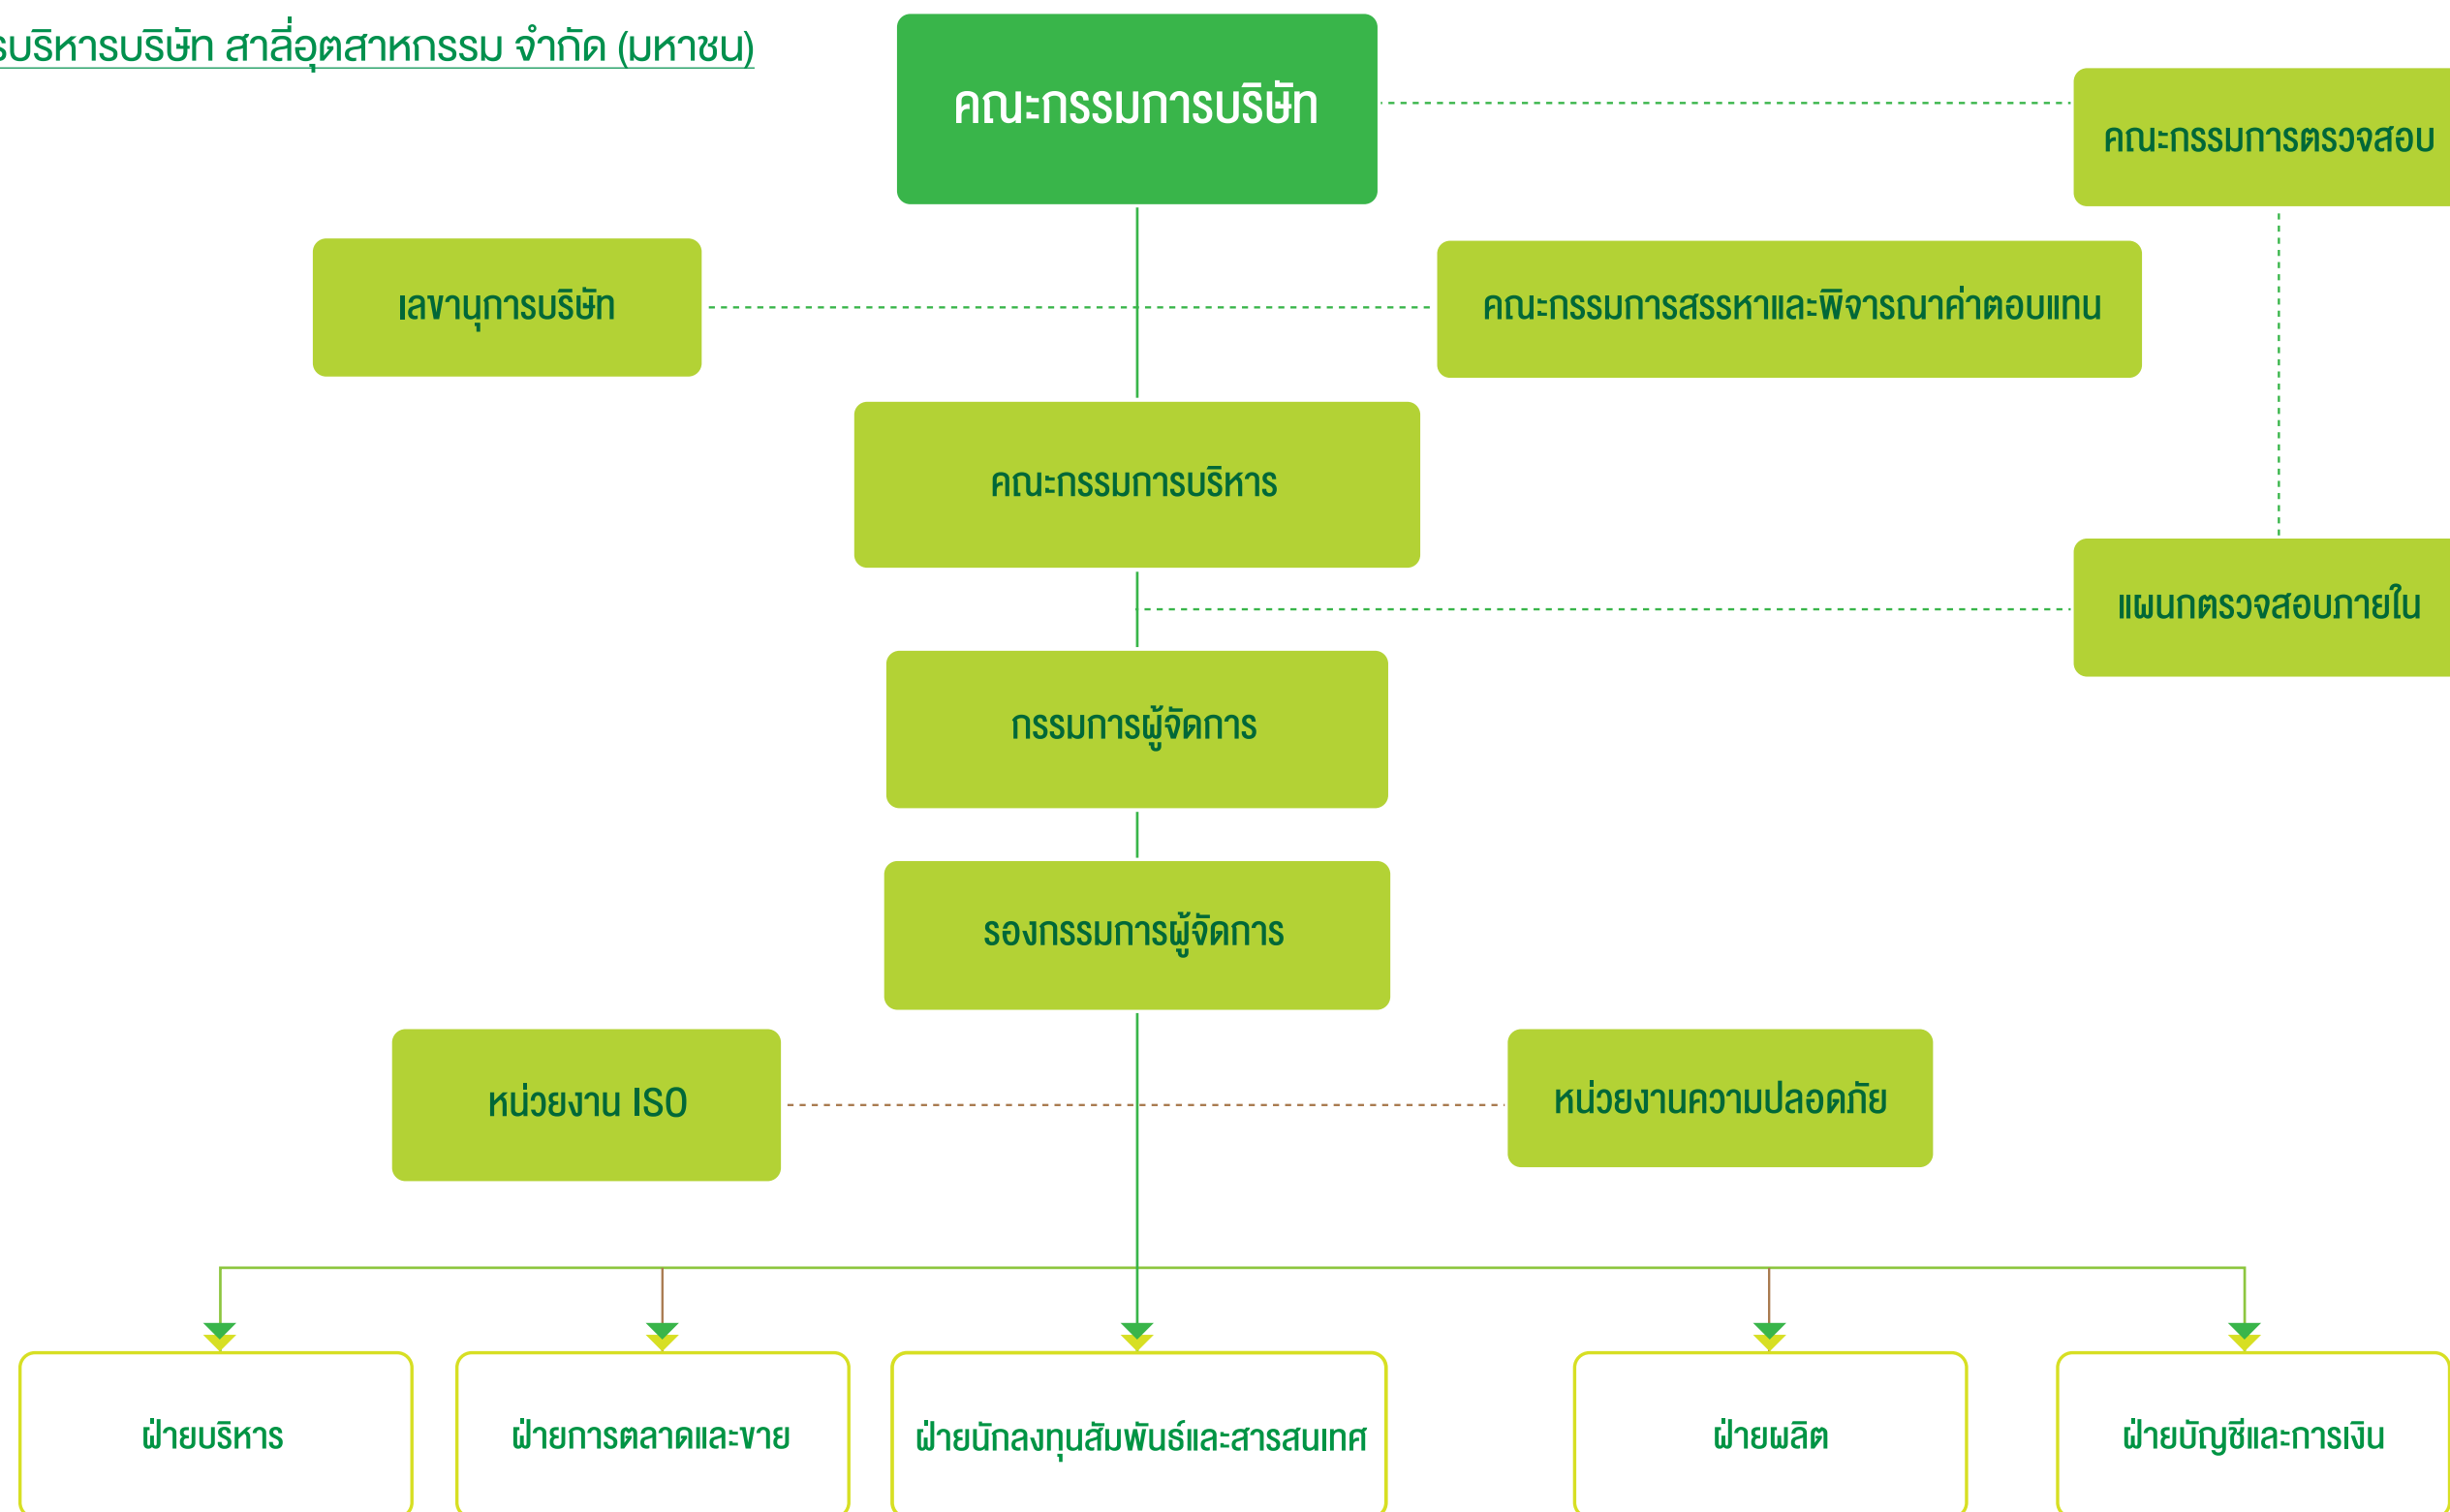 รบริหารบริษัท สาลี่อุตสาหกรรม จำกัด (มหาชน)
คณะกรรมการบริษัท
คณะกรรมการตรวจสอบ
เลขานุการบริษัท
คณะกรรมการสรรหาและพิจารณาค่าตอบแทน
คณะกรรมการบริหาร
แผนกตรวจสอบภายใน
กรรมการผู้จัดการ
รองกรรมการผู้จัดการ
หน่วยงาน ISO
หน่วยงานความปลอดภัย
ฝ่ายบริหาร
ฝ่ายการตลาดและขาย
ฝ่ายนักลงทุนสัมพันธ์และสารสนเทศ
ฝ่ายผลิต
ฝ่ายบัญชีและการเงิน